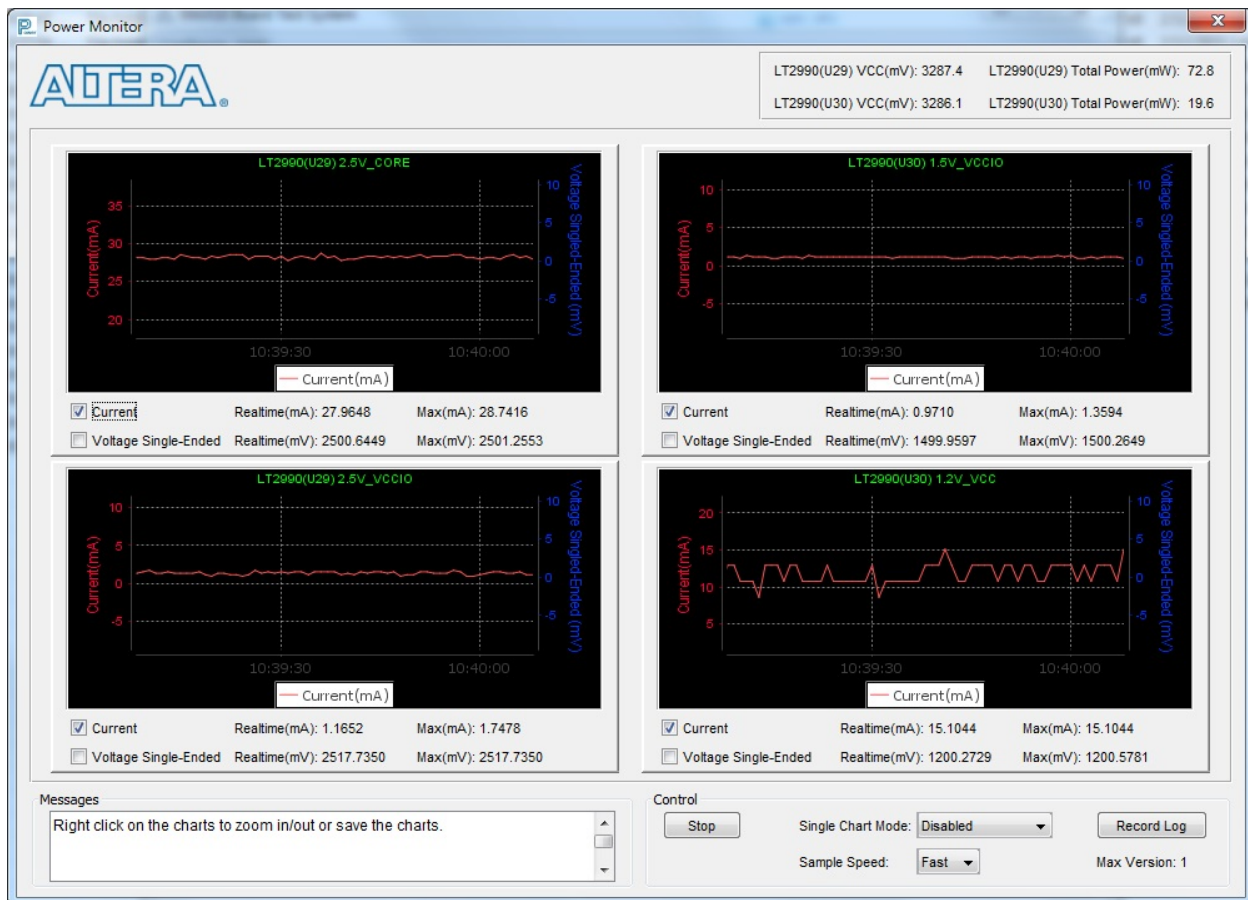 Power Monitor
ALTERA®
LT2990(U29) VCC(mV): 3287.4 LT2990(U29) Total Power(mW): 72.8
LT2990(U30) VCC(mV): 3286.1 LT2990(U30) Total Power(mW): 19.6
LT2990(U29) 2.5V_CORE
Current(mA)
35
30
25
20
10
5
0
-5
Voltage Singled-Ended (mV)
10:39:30 10:40:00
Current(mA)
Current Realtime(mA): 27.9648 Max(mA): 28.7416
Voltage Single-Ended Realtime(mV): 2500.6449 Max(mV): 2501.2553
LT2990(U30) 1.5V_VCCIO
Current(mA)
10
5
0
-5
10
5
0
-5
Voltage Singled-Ended (mV)
10:39:30 10:40:00
Current(mA)
Current Realtime(mA): 0.9710 Max(mA): 1.3594
Voltage Single-Ended Realtime(mV): 1499.9597 Max(mV): 1500.2649
LT2990(U29) 2.5V_VCCIO
Current(mA)
10
5
0
-5
10
5
0
-5
Voltage Singled-Ended (mV)
10:39:30 10:40:00
Current(mA)
Current Realtime(mA): 1.1652 Max(mA): 1.7478
Voltage Single-Ended Realtime(mV): 2517.7350 Max(mV): 2517.7350
LT2990(U30) 1.2V_VCC
Current(mA)
20
15
10
5
10
5
0
-5
Voltage Singled-Ended (mV)
10:39:30 10:40:00
Current(mA)
Current Realtime(mA): 15.1044 Max(mA): 15.1044
Voltage Single-Ended Realtime(mV): 1200.2729 Max(mV): 1200.5781
Messages
Right click on the charts to zoom in/out or save the charts.
Control
Stop Single Chart Mode: Disabled Record Log
Sample Speed: Fast Max Version: 1